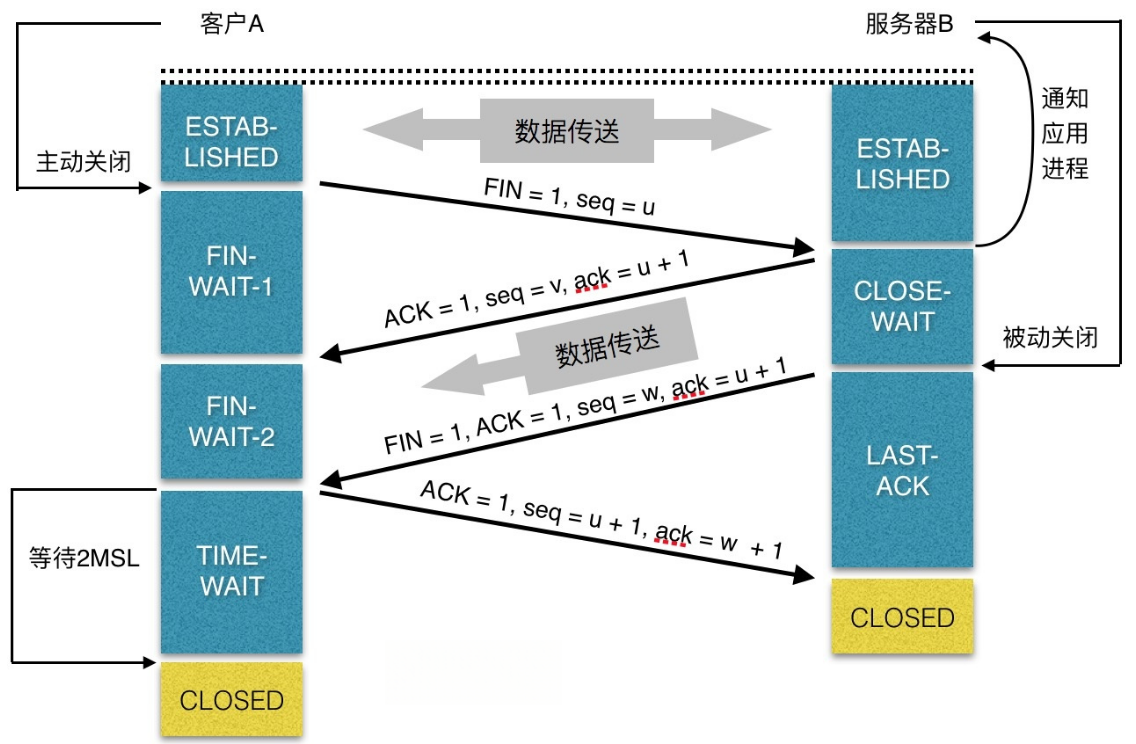 客户A
服务器B
ESTAB-
LISHED
数据传送
ESTAB-
LISHED
通知
应用
进程
主动关闭
FIN = 1, seq = u
FIN-
WAIT-1
ACK = 1, seq = v, ack = u + 1
CLOSE-
WAIT
数据传送
被动关闭
FIN-
WAIT-2
FIN = 1, ACK = 1, seq = w, ack = u + 1
LAST-
ACK
ACK = 1, seq = u + 1, ack = w + 1
等待2MSL
TIME-
WAIT
CLOSED
CLOSED